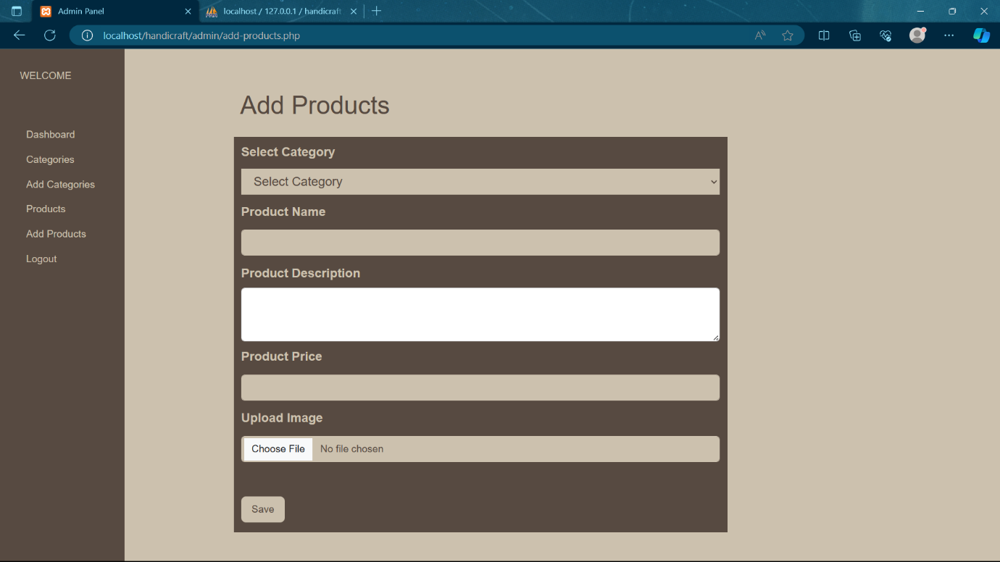 Admin Panel
localhost / 127.0.0.1 / handicraft
localhost/handicraft/admin/add-products.php
WELCOME
Dashboard
Categories
Add Categories
Products
Add Products
Logout
Add Products
Select Category
Select Category
Product Name
Product Description
Product Price
Upload Image
Choose File No file chosen
Save